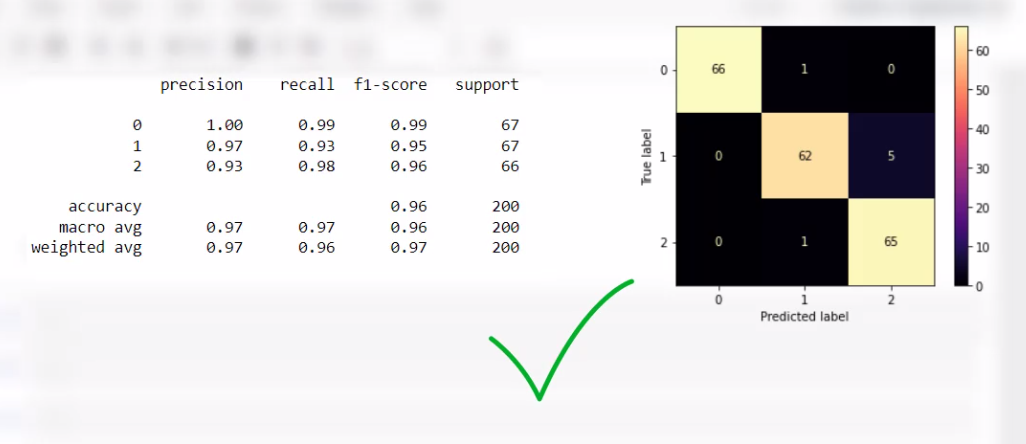 precision recall f1-score support
0 1.00 0.99 0.99 67
1 0.97 0.93 0.95 67
2 0.93 0.98 0.96 66
accuracy 0.96 200
macro avg 0.97 0.97 0.96 200
weighted avg 0.97 0.96 0.97 200
True label
0 66 1 0
1 0 62 5
2 0 1 65
0 1 2
Predicted label
60
50
40
30
20
10
0